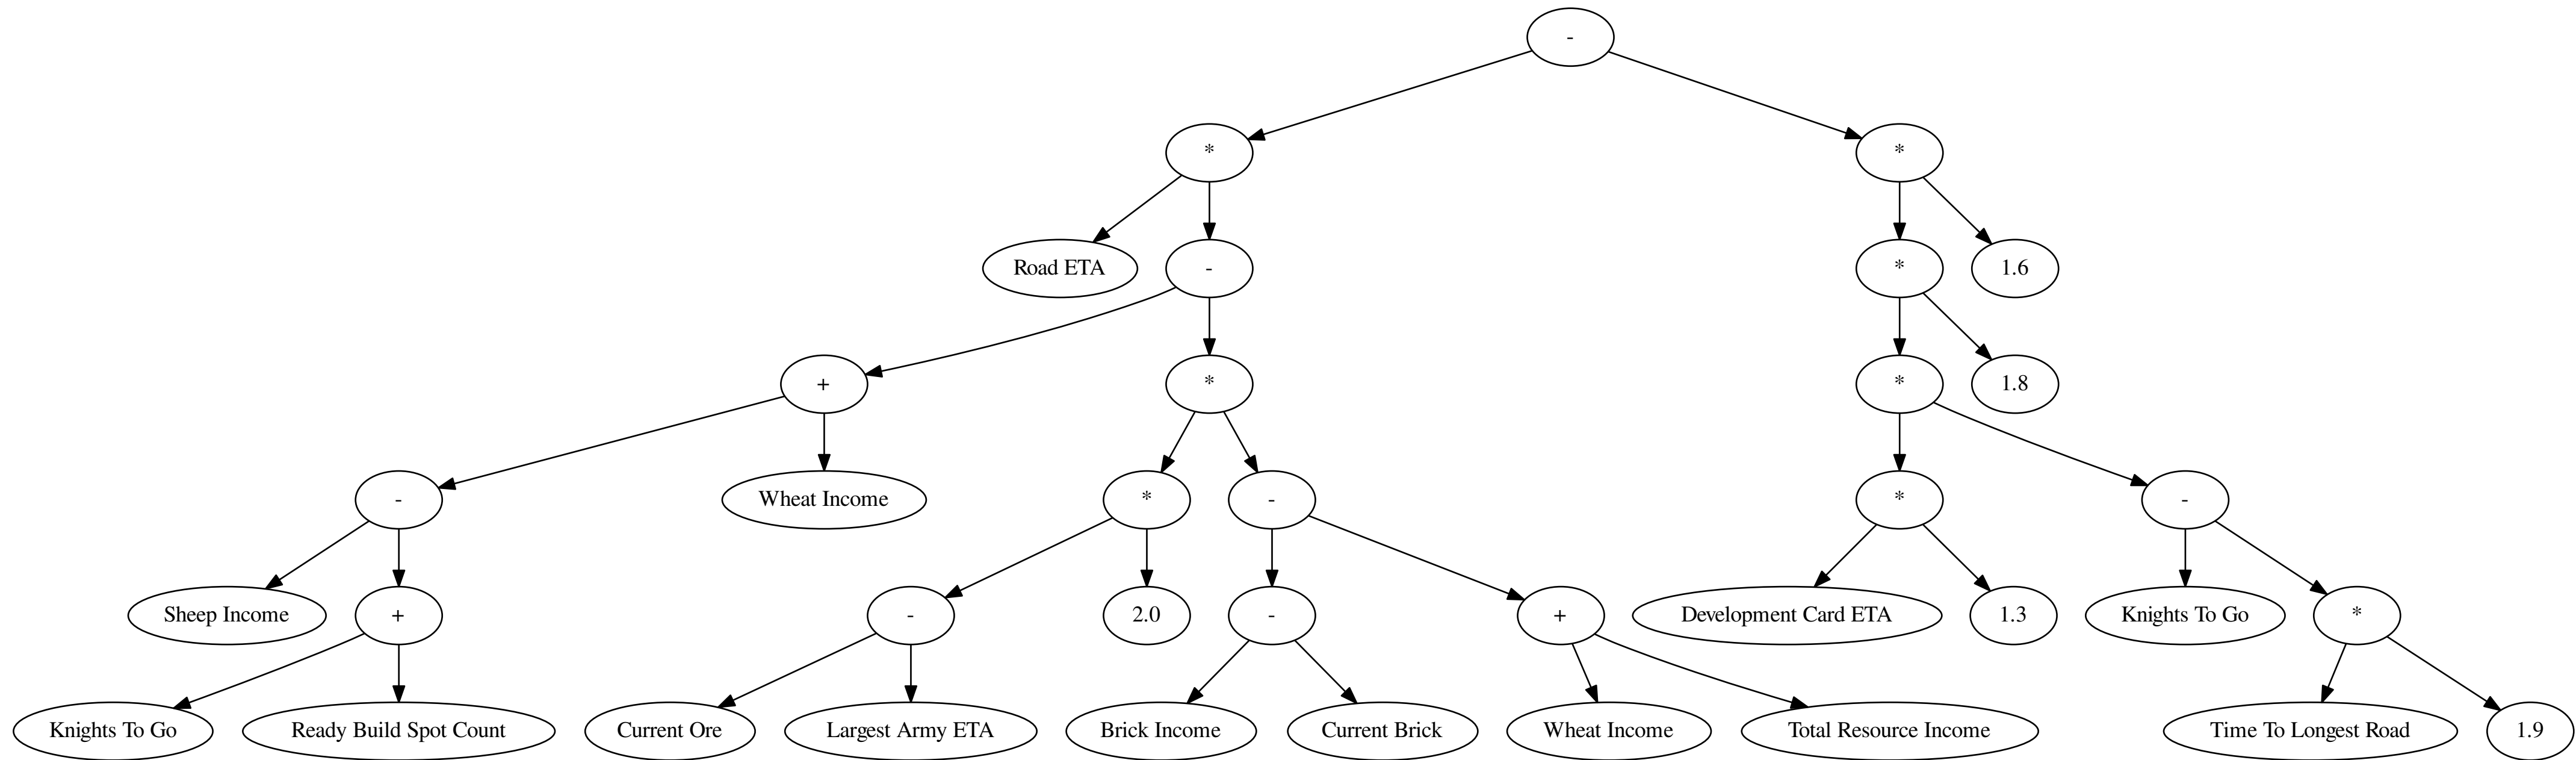 -
*
*
Road ETA
-
*
1.6
+
*
*
1.8
-
Wheat Income
*
-
*
-
Sheep Income
+
-
2.0
-
+
Development Card ETA
1.3
Knights To Go
*
Knights To Go
Ready Build Spot Count
Current Ore
Largest Army ETA
Brick Income
Current Brick
Wheat Income
Total Resource Income
Time To Longest Road
1.9